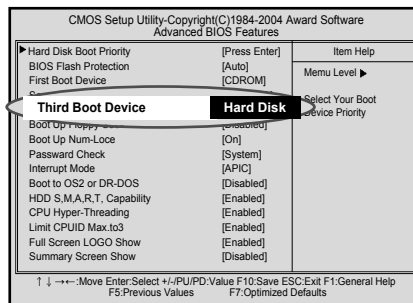 CMOS Setup Utility-Copyright(C)1984-2004 Award Software
Advanced BIOS Features
Hard Disk Boot Priority [Press Enter]
BIOS Flash Protection [Auto]
First Boot Device [CDROM]
Third Boot Device Hard Disk
Boot Up Floppy [Disabled]
Boot Up Num-Loce [On]
Passward Check [System]
Interrupt Mode [APIC]
Boot to OS2 or DR-DOS [Disabled]
HDD S,M,A,R,T, Capability [Enabled]
CPU Hyper-Threading [Enabled]
Limit CPUID Max.to3 [Enabled]
Full Screen LOGO Show [Enabled]
Summary Screen Show [Disabled]
Item Help
Memu Level ▶
Select Your Boot
Device Priority
↑↓→←:Move Enter:Select +/-/PU/PD:Value F10:Save ESC:Exit F1:General Help
F5:Previous Values F7:Optimized Defaults